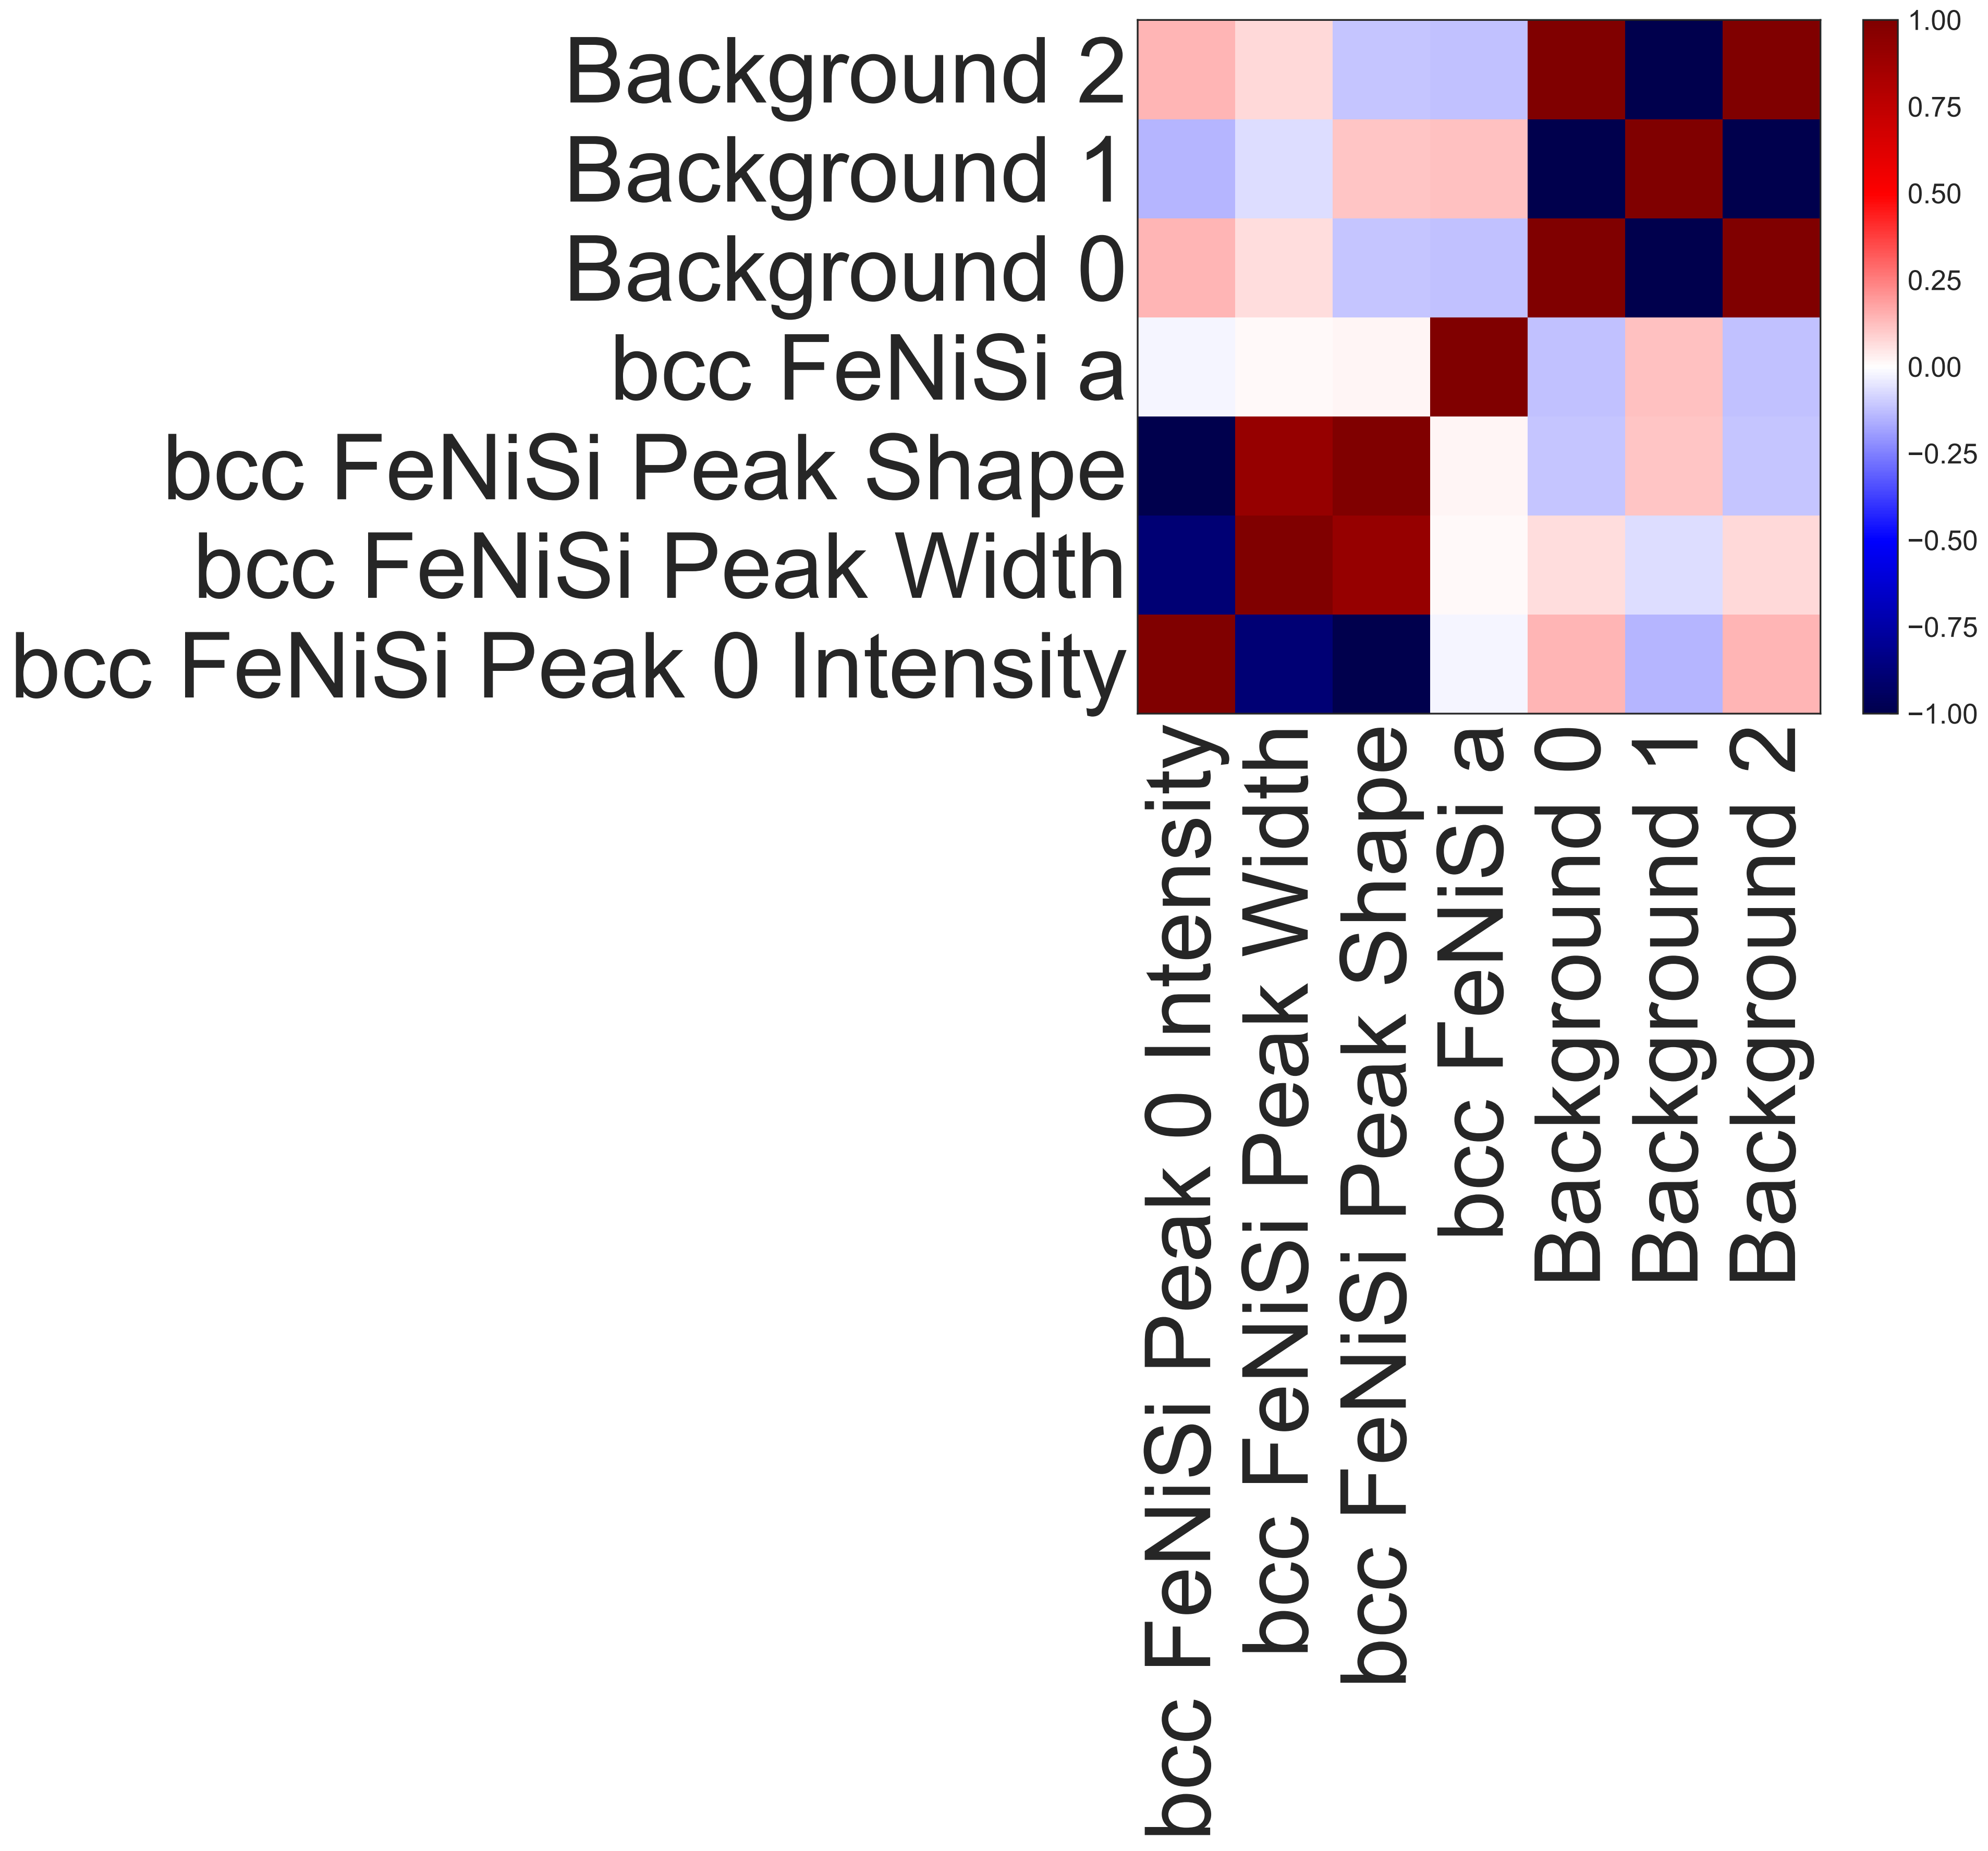 Background 2
Background 1
Background 0
bcc FeNiSi a
bcc FeNiSi Peak Shape
bcc FeNiSi Peak Width
bcc FeNiSi Peak 0 Intensity
bcc FeNiSi Peak 0 Intensity
bcc FeNiSi Peak Width
bcc FeNiSi Peak Shape
bcc FeNiSi a
Background 0
Background 1
Background 2
1.00
0.75
0.50
0.25
0.00
−0.25
−0.50
−0.75
−1.00